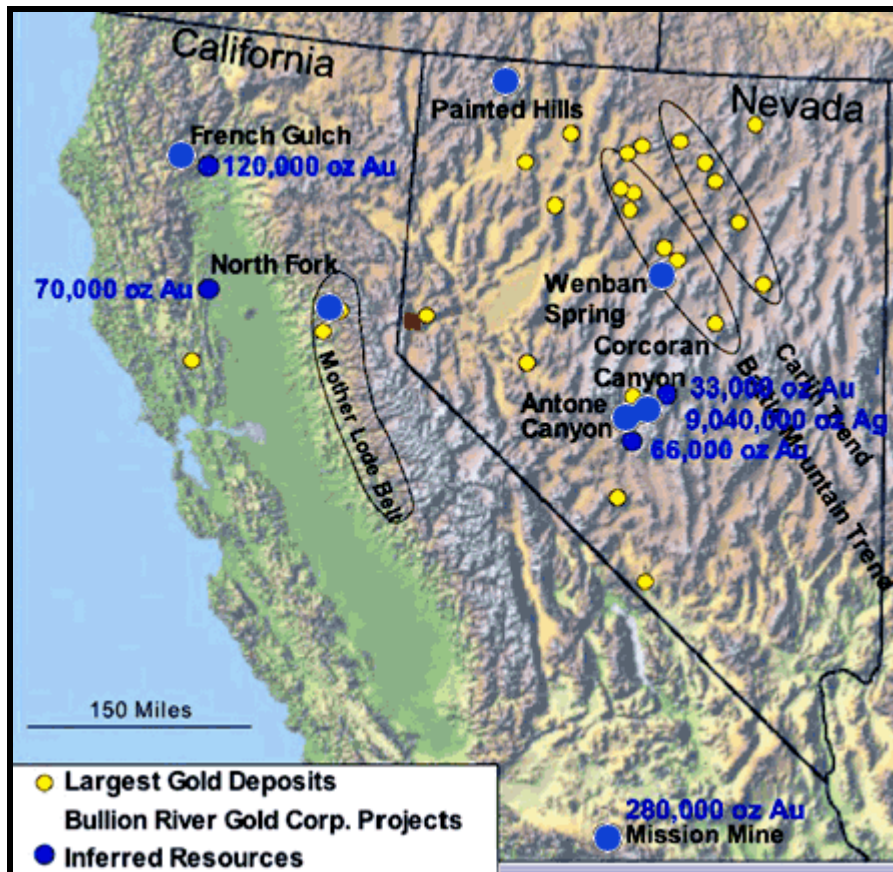 California
Nevada
Painted Hills
French Gulch
120,000 oz Au
North Fork
70,000 oz Au
Wenban
Spring
Corcoran
Canyon
33,000 oz Au
Antone
Canyon
9,040,000 oz Ag
66,000 oz Au
Mother Lode Belt
Carlin Trend
Battle Mountain Trend
150 Miles
280,000 oz Au
Mission Mine
Largest Gold Deposits
Bullion River Gold Corp. Projects
Inferred Resources